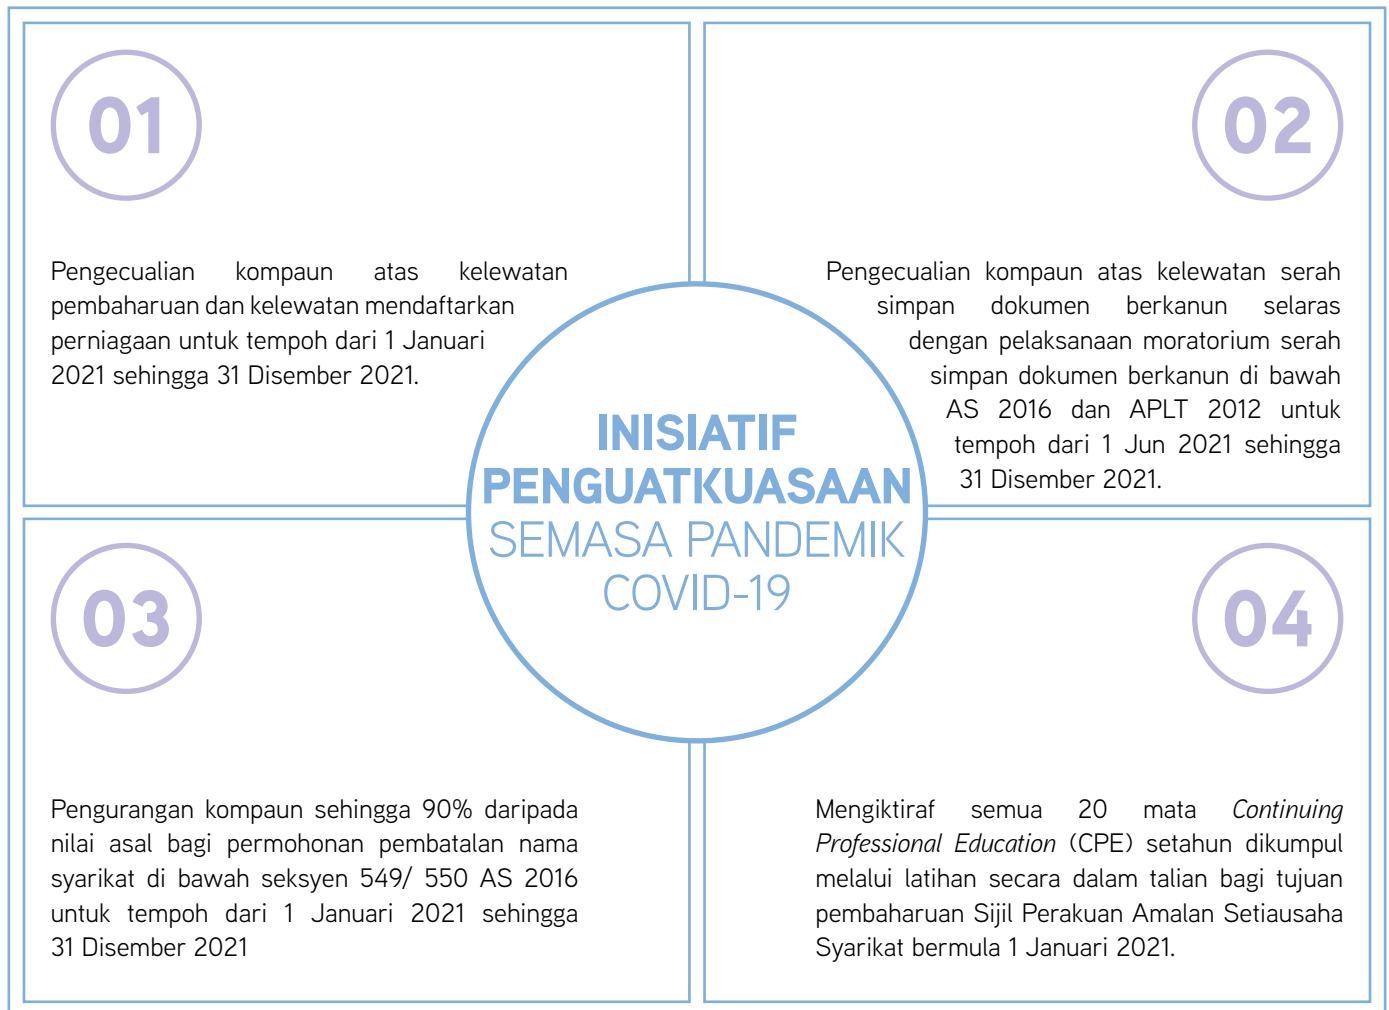 01
Pengecualian kompaun atas kelewatan
pembaharuan dan kelewatan mendaftarkan
perniagaan untuk tempoh dari 1 Januari
2021 sehingga 31 Disember 2021.
02
Pengecualian kompaun atas kelewatan serah
simpan dokumen berkanun selaras
dengan pelaksanaan moratorium serah
simpan dokumen berkanun di bawah
AS 2016 dan APLT 2012 untuk
tempoh dari 1 Jun 2021 sehingga
31 Disember 2021.
INISIATIF
PENGUATKUASAAN
SEMASA PANDEMIK
COVID-19
03
Pengurangan kompaun sehingga 90% daripada
nilai asal bagi permohonan pembatalan nama
syarikat di bawah seksyen 549/ 550 AS 2016
untuk tempoh dari 1 Januari 2021 sehingga
31 Disember 2021
04
Mengiktiraf semua 20 mata Continuing
Professional Education (CPE) setahun dikumpul
melalui latihan secara dalam talian bagi tujuan
pembaharuan Sijil Perakuan Amalan Setiausaha
Syarikat bermula 1 Januari 2021.